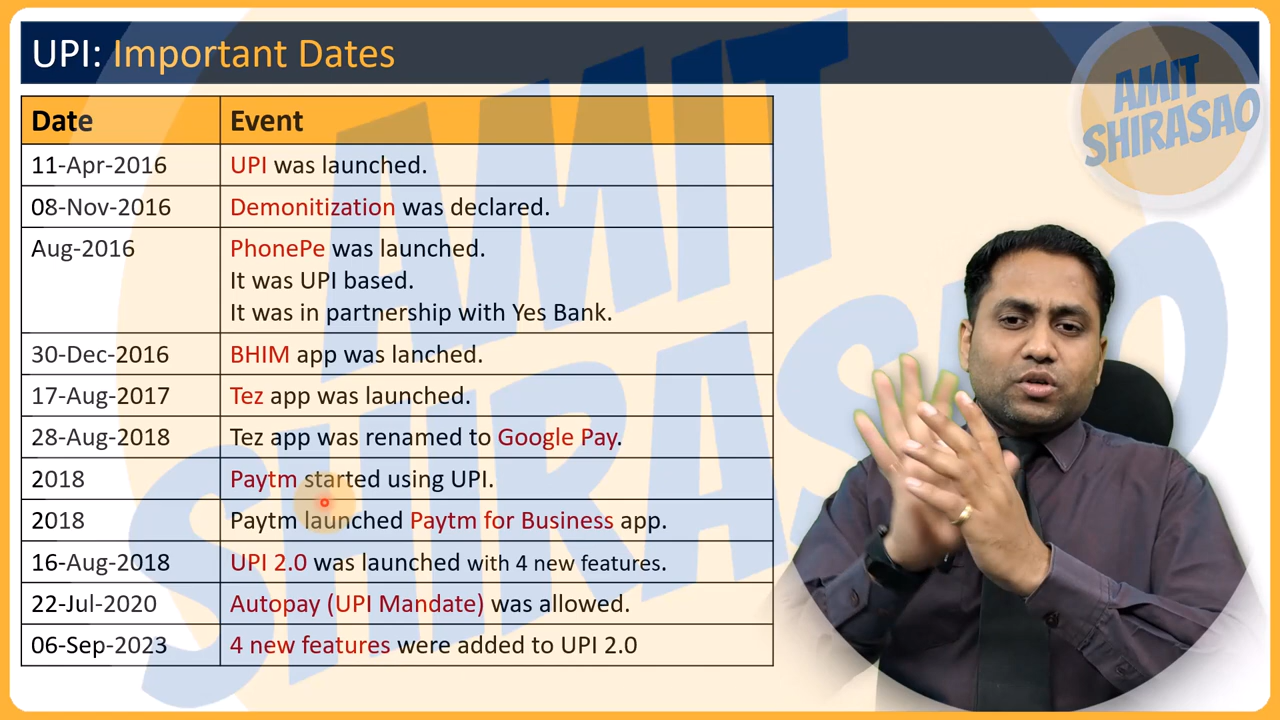 UPI: Important Dates
AMIT
SHIRASAO
Date Event
11-Apr-2016 UPI was launched.
08-Nov-2016 Demonitization was declared.
Aug-2016 PhonePe was launched.
It was UPI based.
It was in partnership with Yes Bank.
30-Dec-2016 BHIM app was lanched.
17-Aug-2017 Tez app was launched.
28-Aug-2018 Tez app was renamed to Google Pay.
2018 Paytm started using UPI.
2018 Paytm launched Paytm for Business app.
16-Aug-2018 UPI 2.0 was launched with 4 new features.
22-Jul-2020 Autopay (UPI Mandate) was allowed.
06-Sep-2023 4 new features were added to UPI 2.0
AMIT
SHIRASAO